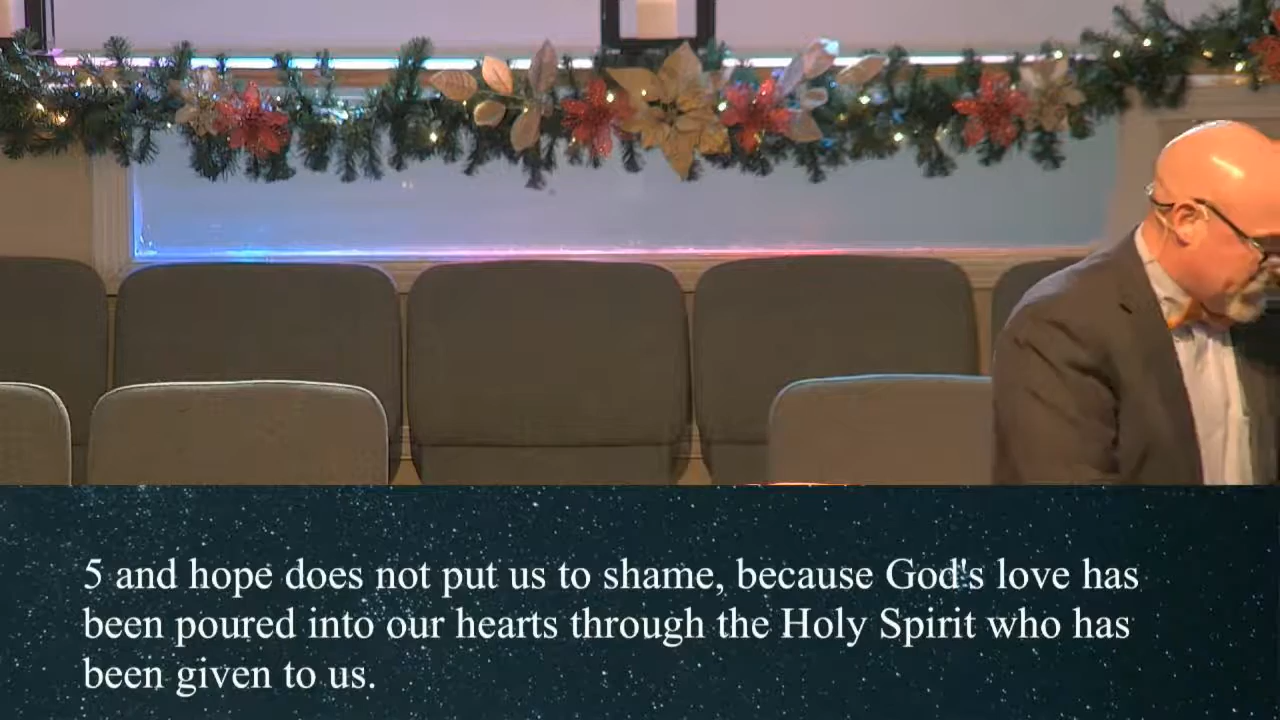 5 and hope does not put us to shame, because God's love has
been poured into our hearts through the Holy Spirit who has
been given to us.